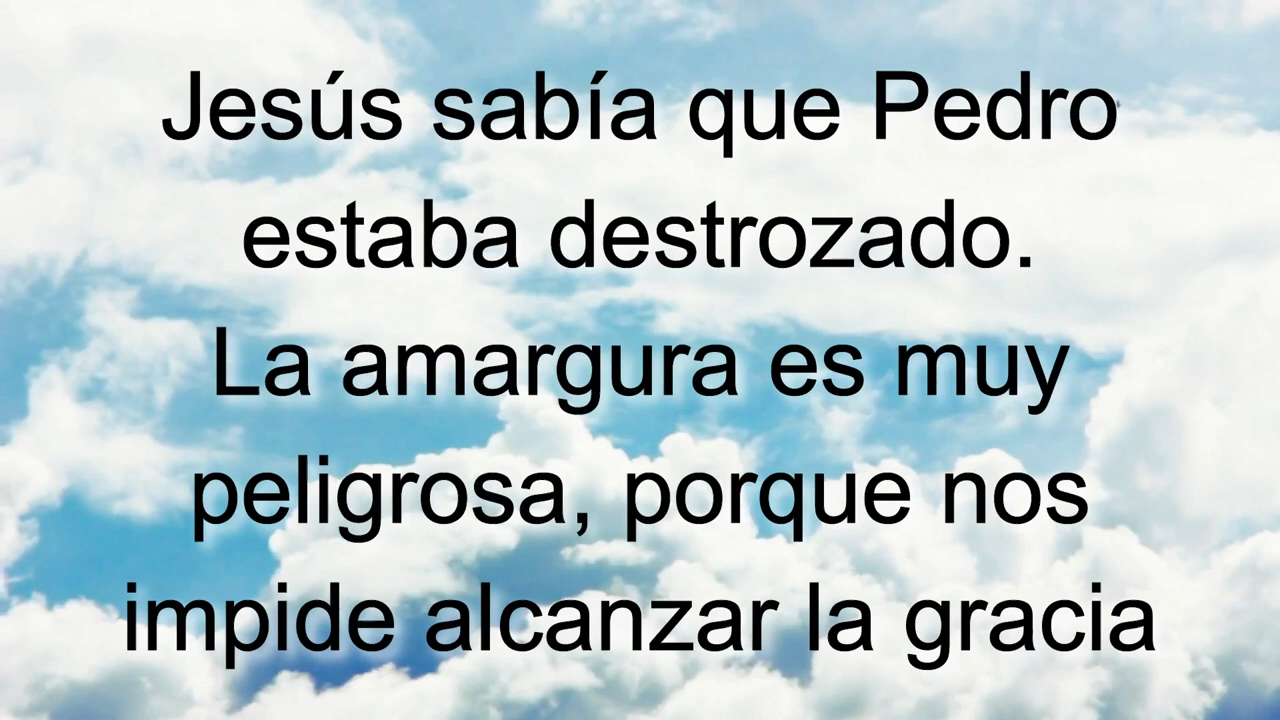 Jesús sabía que Pedro
estaba destrozado.
La amargura es muy
peligrosa, porque nos
impide alcanzar la gracia